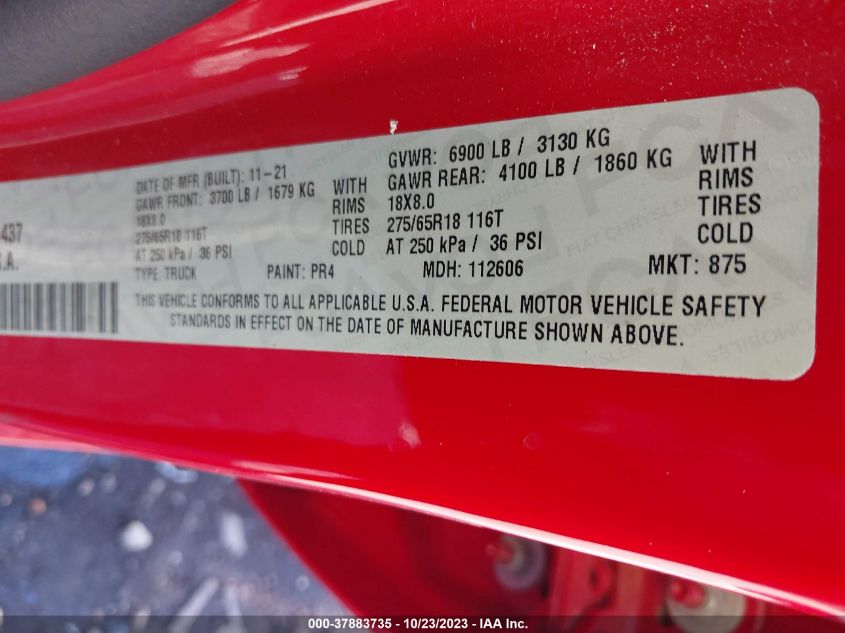 DATE OF MFR (BUILT): 11-21
GVWR: 6900 LB / 3130 KG
GAWR FRONT: 3700 LB / 1679 KG WITH
GAWR REAR: 4100 LB / 1860 KG WITH
18X8.0 RIMS
18X8.0 RIMS
275/65R18 116T TIRES
275/65R18 116T TIRES
AT 250 kPa / 36 PSI COLD
AT 250 kPa / 36 PSI COLD
437
.A.
TYPE: TRUCK PAINT: PR4 MDH: 112606 MKT: 875
THIS VEHICLE CONFORMS TO ALL APPLICABLE U.S.A. FEDERAL MOTOR VEHICLE SAFETY
STANDARDS IN EFFECT ON THE DATE OF MANUFACTURE SHOWN ABOVE.
000-37883735 - 10/23/2023 - IAA Inc.